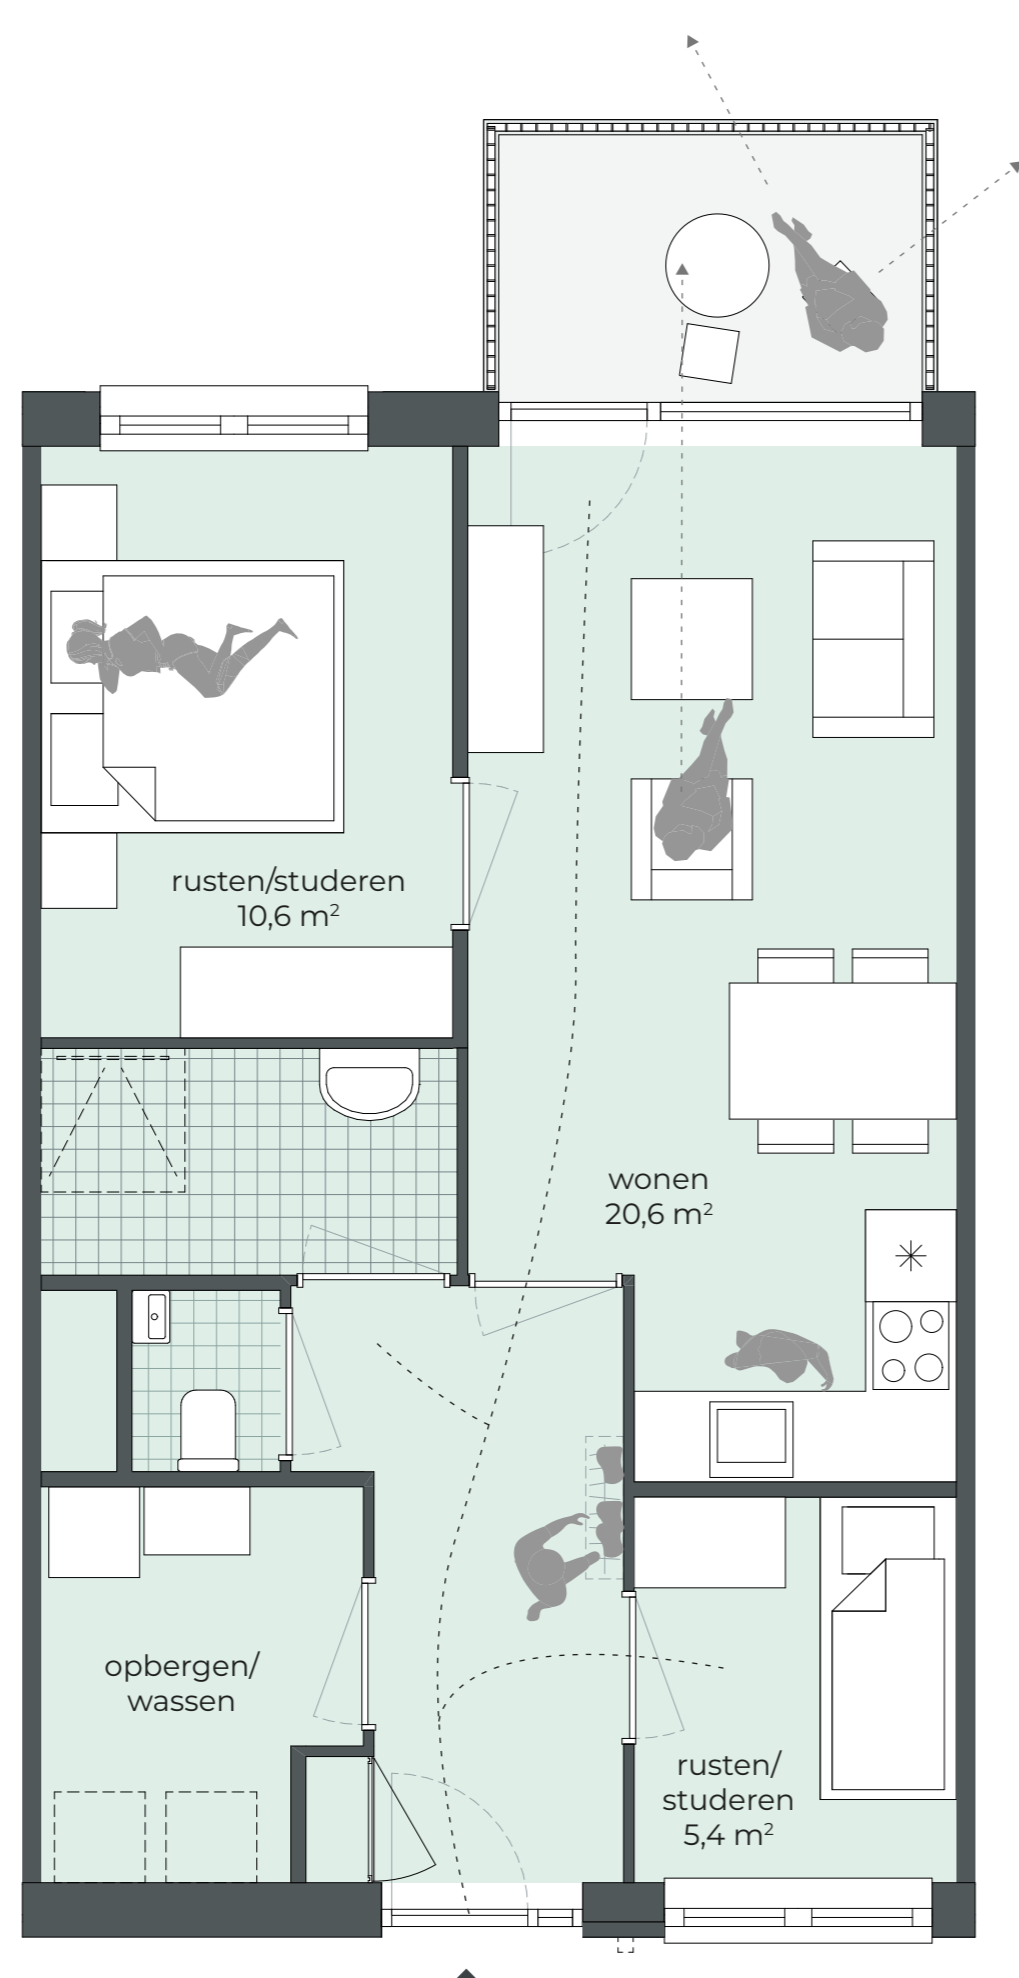 rusten/studeren
10,6 m²
wonen
20,6 m²
opbergen/
wassen
rusten/
studeren
5,4 m²